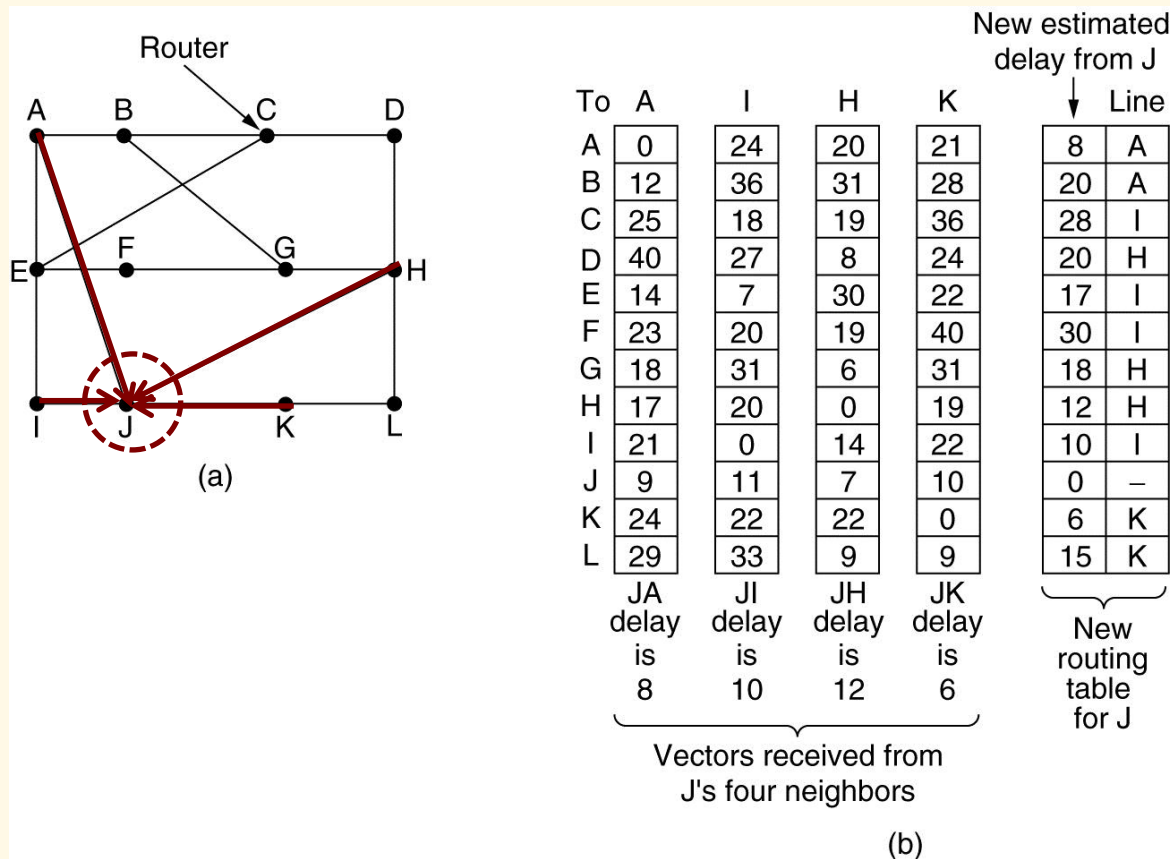 Router
A B C D
E F G H
I J K L
(a)
New estimated
delay from J
To A I H K Line
A 0 24 20 21 8 A
B 12 36 31 28 20 A
C 25 18 19 36 28 I
D 40 27 8 24 20 H
E 14 7 30 22 17 I
F 23 20 19 40 30 I
G 18 31 6 31 18 H
H 17 20 0 19 12 H
I 21 0 14 22 10 I
J 9 11 7 10 0 –
K 24 22 22 0 6 K
L 29 33 9 9 15 K
JA JI JH JK
delay delay delay delay
is is is is
8 10 12 6
New
routing
table
for J
Vectors received from
J's four neighbors
(b)